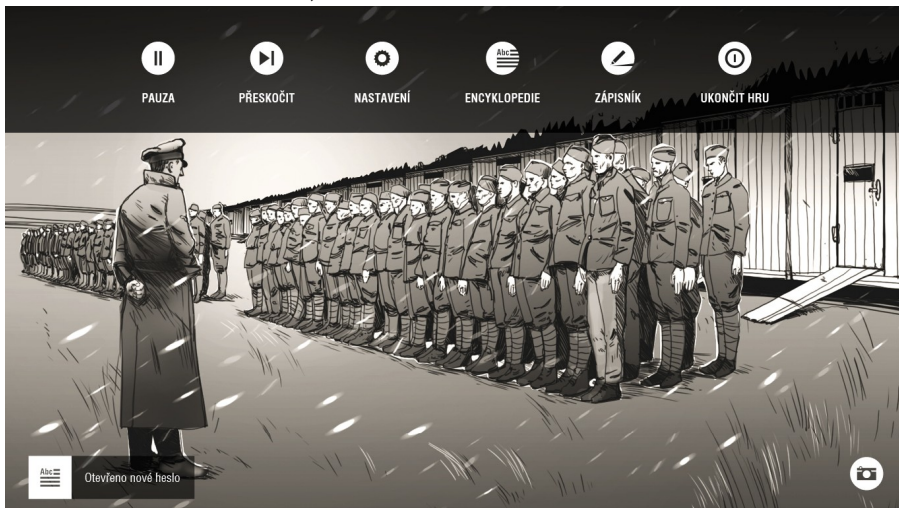 Abc
PAUZA
PŘESKOČIT
NASTAVENÍ
ENCYKLOPEDIE
ZÁPISNÍK
UKONČIT HRU
Abc
Otevřeno nové heslo